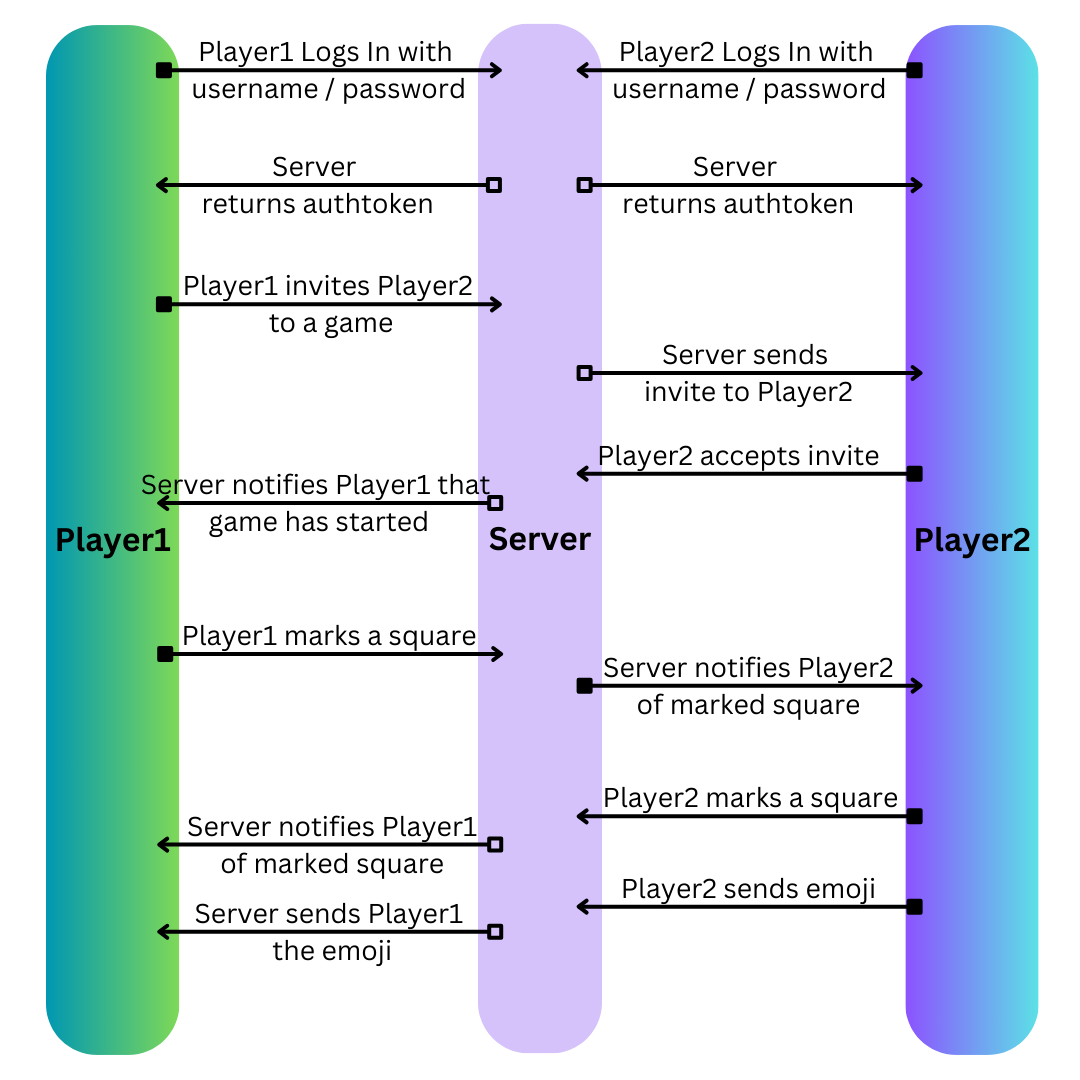 Player1 Logs In with
username / password
Player2 Logs In with
username / password
Server
returns authtoken
Server
returns authtoken
Player1 invites Player2
to a game
Server sends
invite to Player2
Player2 accepts invite
Server notifies Player1 that
game has started
Player1
Server
Player2
Player1 marks a square
Server notifies Player2
of marked square
Player2 marks a square
Server notifies Player1
of marked square
Player2 sends emoji
Server sends Player1
the emoji